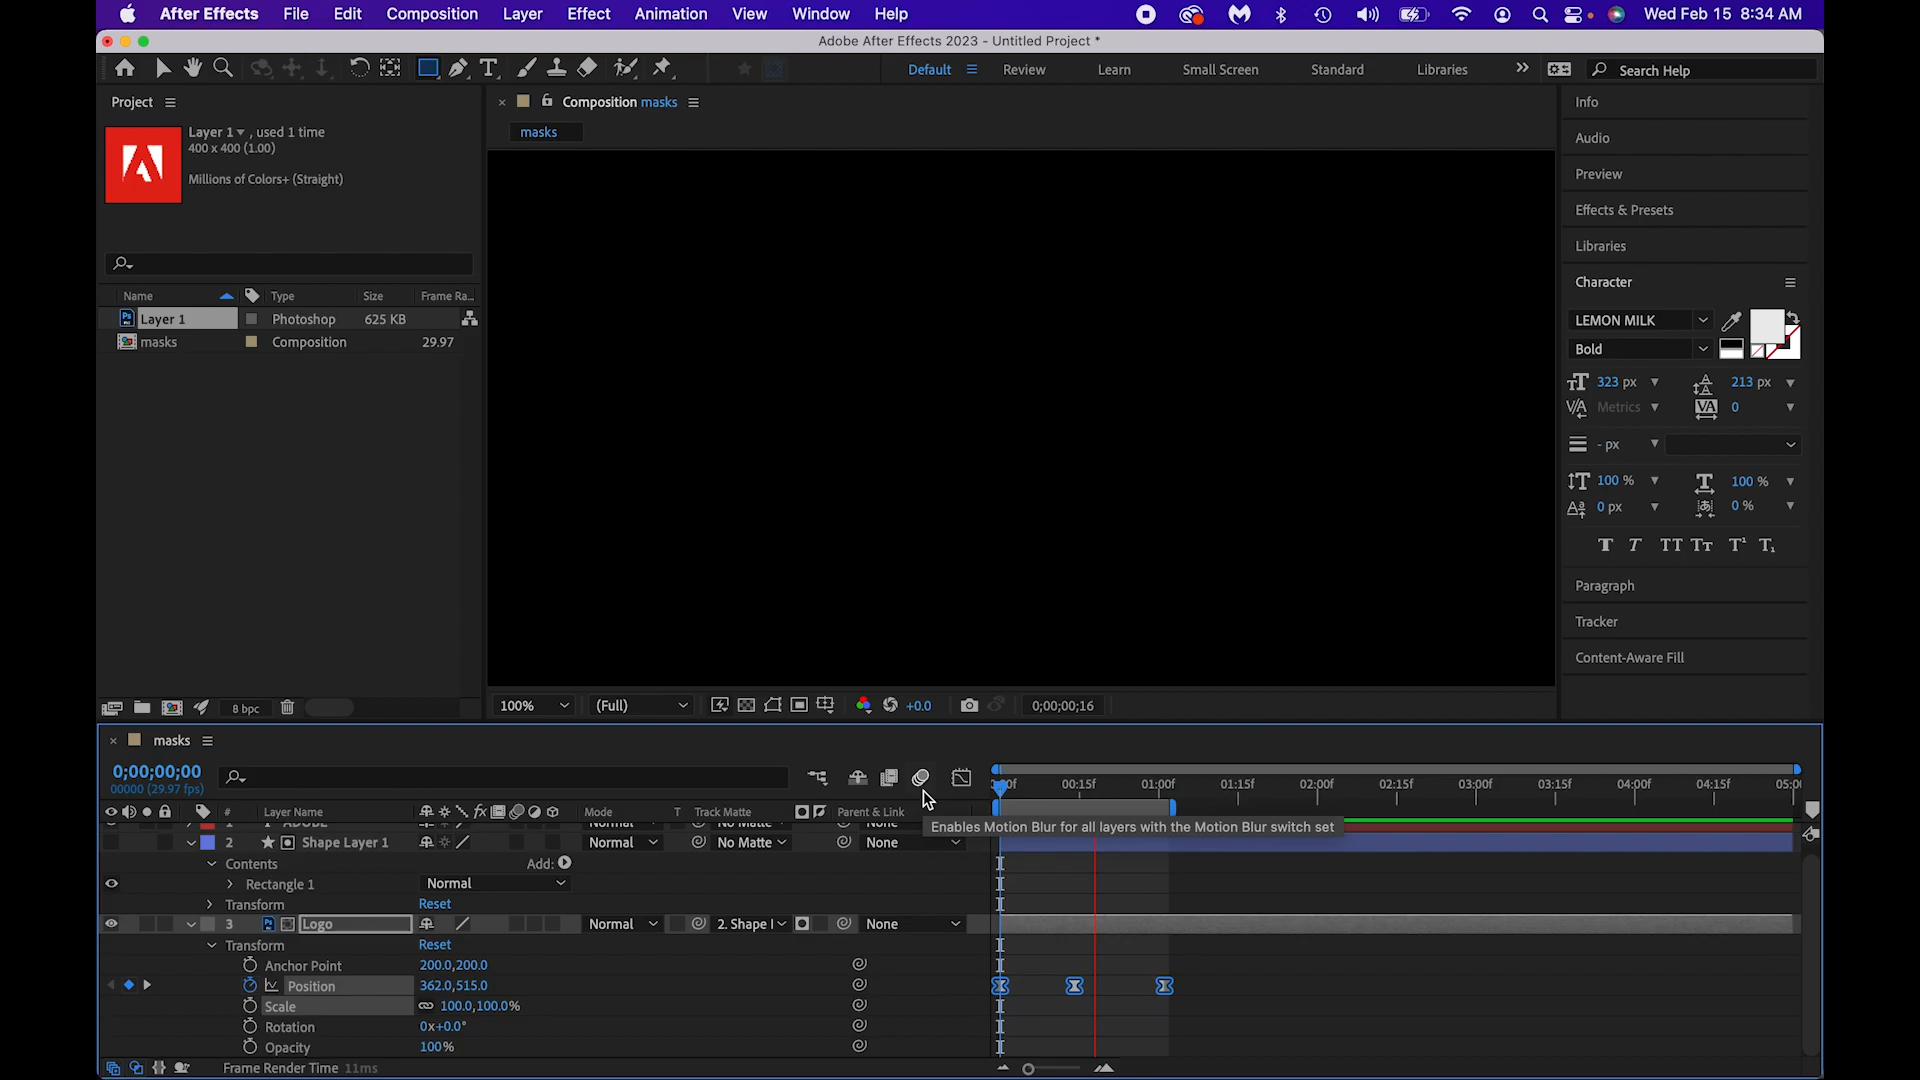 After Effects File Edit Composition Layer Effect Animation View Window Help Wed Feb 15 8:34 AM
Adobe After Effects 2023 - Untitled Project *
Default Review Learn Small Screen Standard Libraries Search Help
Project
Composition masks
masks
Layer 1 , used 1 time
400 x 400 (1.00)
Millions of Colors+ (Straight)
Name Type Size Frame Ra...
Layer 1 Photoshop 625 KB
masks Composition 29.97
8 bpc
100% (Full) +0.0 0;00;00;16
Info
Audio
Preview
Effects & Presets
Libraries
Character
LEMON MILK
Bold
323 px 213 px
Metrics 0
- px
100 % 100 %
0 px 0 %
T T TT Tт T¹ T₁
Paragraph
Tracker
Content-Aware Fill
masks
0;00;00;00
00000 (29.97 fps)
00:15f 01:00f 01:15f 02:00f 02:15f 03:00f 03:15f 04:00f 04:15f 05:0
# Layer Name Mode T Track Matte Parent & Link
Enables Motion Blur for all layers with the Motion Blur switch set
2 Shape Layer 1 Normal No Matte None
Contents Add:
Rectangle 1 Normal
Transform Reset
3 Logo Normal 2. Shape l None
Transform Reset
Anchor Point 200.0,200.0
Position 362.0,515.0
Scale 100.0,100.0%
Rotation 0x+0.0°
Opacity 100%
Frame Render Time 11ms